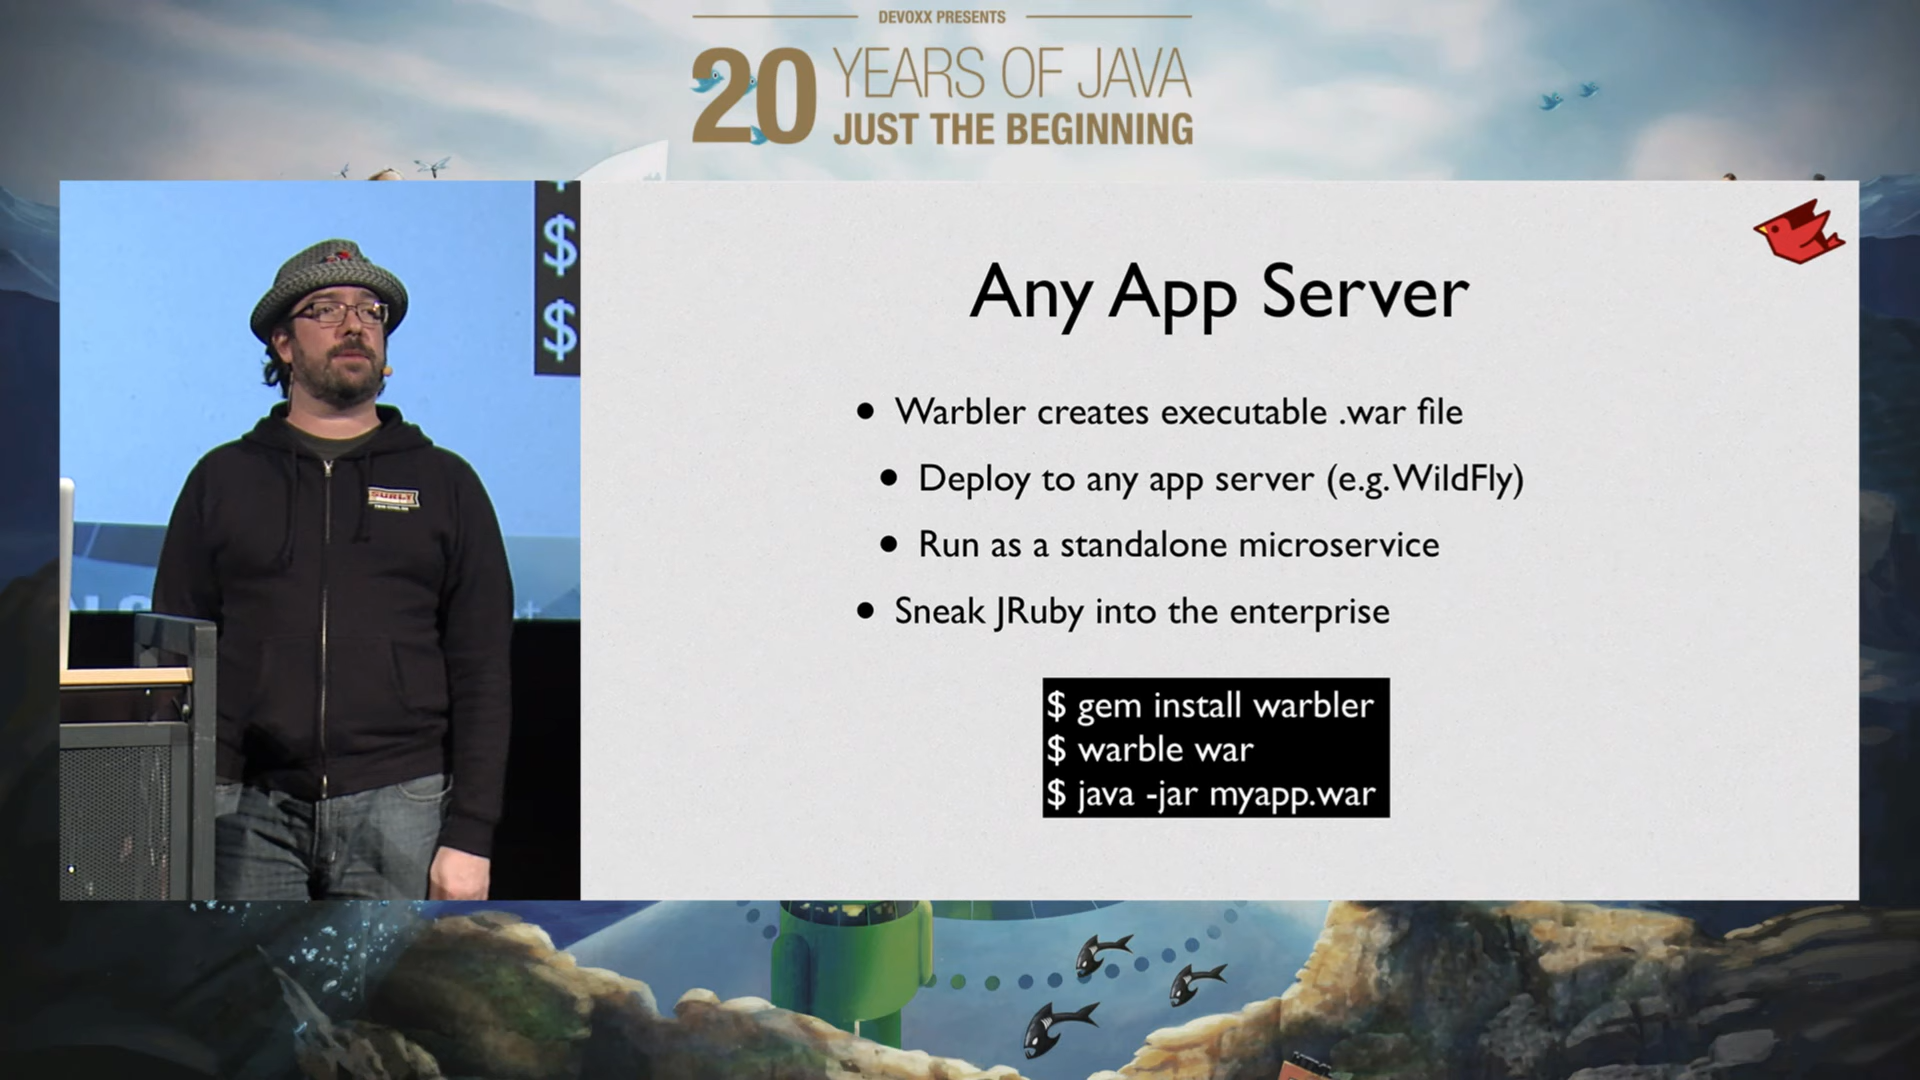 DEVOXX PRESENTS
20 YEARS OF JAVA
JUST THE BEGINNING
$
$
SURLY
Any App Server
• Warbler creates executable .war file
• Deploy to any app server (e.g. WildFly)
• Run as a standalone microservice
• Sneak JRuby into the enterprise
$ gem install warbler
$ warble war
$ java -jar myapp.war